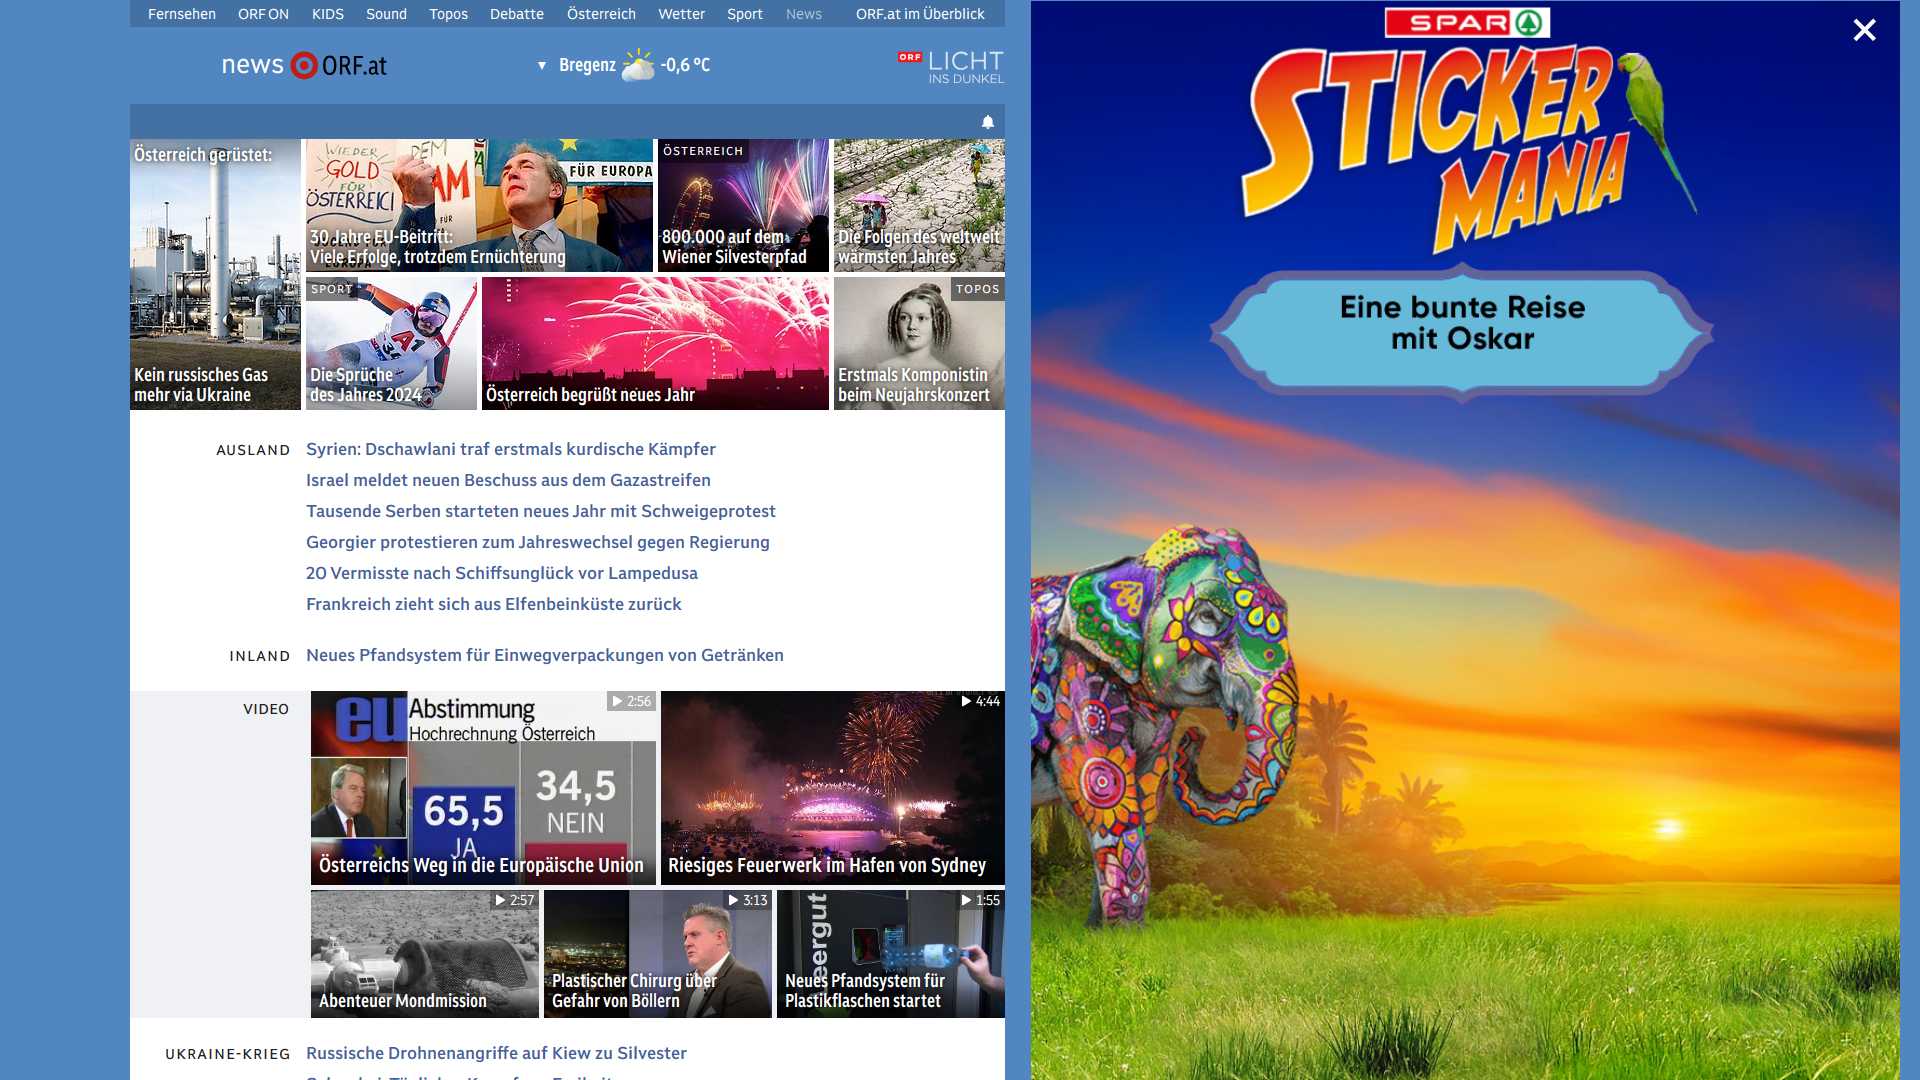 Fernsehen ORF ON KIDS Sound Topos Debatte Österreich Wetter Sport News ORF.at im Überblick
news ORF.at
▼ Bregenz -0,6 °C
ORF LICHT
INS DUNKEL
Österreich gerüstet:
Kein russisches Gas
mehr via Ukraine
WIEDER
GOLD
FÜR
ÖSTERREICH
FÜR EUROPA
30 Jahre EU-Beitritt:
Viele Erfolge, trotzdem Ernüchterung
ÖSTERREICH
800.000 auf dem
Wiener Silvesterpfad
Die Folgen des weltweit
wärmsten Jahres
SPORT
Die Sprüche
des Jahres 2024
Österreich begrüßt neues Jahr
TOPOS
Erstmals Komponistin
beim Neujahrskonzert
AUSLAND
Syrien: Dschawlani traf erstmals kurdische Kämpfer
Israel meldet neuen Beschuss aus dem Gazastreifen
Tausende Serben starteten neues Jahr mit Schweigeprotest
Georgier protestieren zum Jahreswechsel gegen Regierung
20 Vermisste nach Schiffsunglück vor Lampedusa
Frankreich zieht sich aus Elfenbeinküste zurück
INLAND
Neues Pfandsystem für Einwegverpackungen von Getränken
VIDEO
2:56
eu Abstimmung
Hochrechnung Österreich
65,5
JA
34,5
NEIN
Österreichs Weg in die Europäische Union
4:44
Riesiges Feuerwerk im Hafen von Sydney
2:57
Abenteuer Mondmission
3:13
Plastischer Chirurg über
Gefahr von Böllern
1:55
eergut
Neues Pfandsystem für
Plastikflaschen startet
UKRAINE-KRIEG
Russische Drohnenangriffe auf Kiew zu Silvester
SPAR
STICKER
MANIA
Eine bunte Reise
mit Oskar